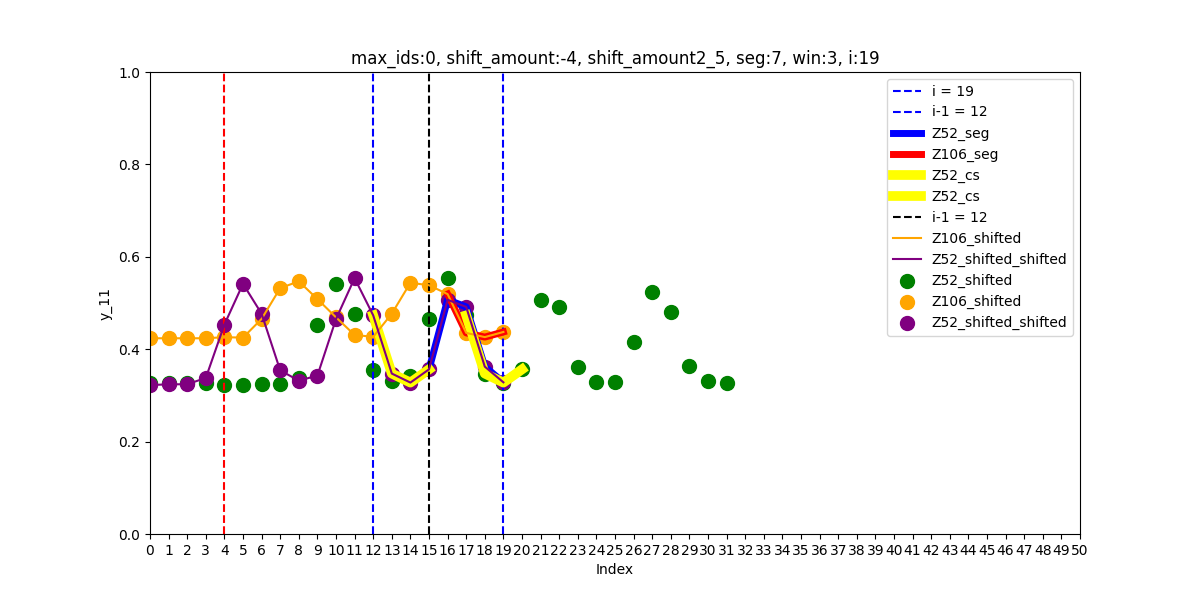 max_ids:0, shift_amount:-4, shift_amount2_5, seg:7, win:3, i:19
1.0
0.8
0.6
0.4
0.2
0.0
y_11
i = 19
i-1 = 12
Z52_seg
Z106_seg
Z52_cs
Z52_cs
i-1 = 12
Z106_shifted
Z52_shifted_shifted
Z52_shifted
Z106_shifted
Z52_shifted_shifted
0 1 2 3 4 5 6 7 8 9 10 11 12 13 14 15 16 17 18 19 20 21 22 23 24 25 26 27 28 29 30 31 32 33 34 35 36 37 38 39 40 41 42 43 44 45 46 47 48 49 50
Index